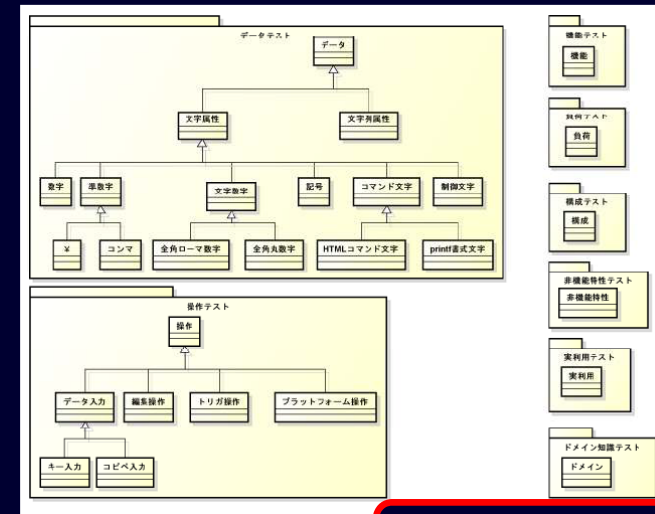 データテスト
データ
文字属性
文字列属性
数字
準数字
文字数字
記号
コマンド文字
制御文字
¥
コンマ
全角ローマ数字
全角丸数字
HTMLコマンド文字
printf書式文字
操作テスト
操作
データ入力
編集操作
トリガ操作
プラットフォーム操作
キー入力
コピペ入力
機能テスト
機能
負荷テスト
負荷
構成テスト
構成
非機能特性テスト
非機能特性
実利用テスト
実利用
ドメイン知識テスト
ドメイン